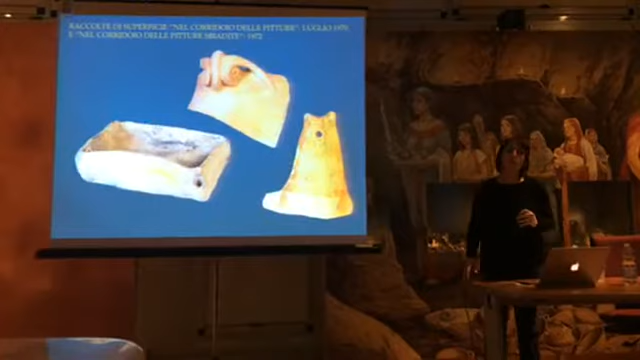 RACCOLTE DI SUPERFICIE "NEL CORRIDOIO DELLE PITTURE": LUGLIO 1970
E "NEL CORRIDOIO DELLE PITTURE SBIADITE": 1972